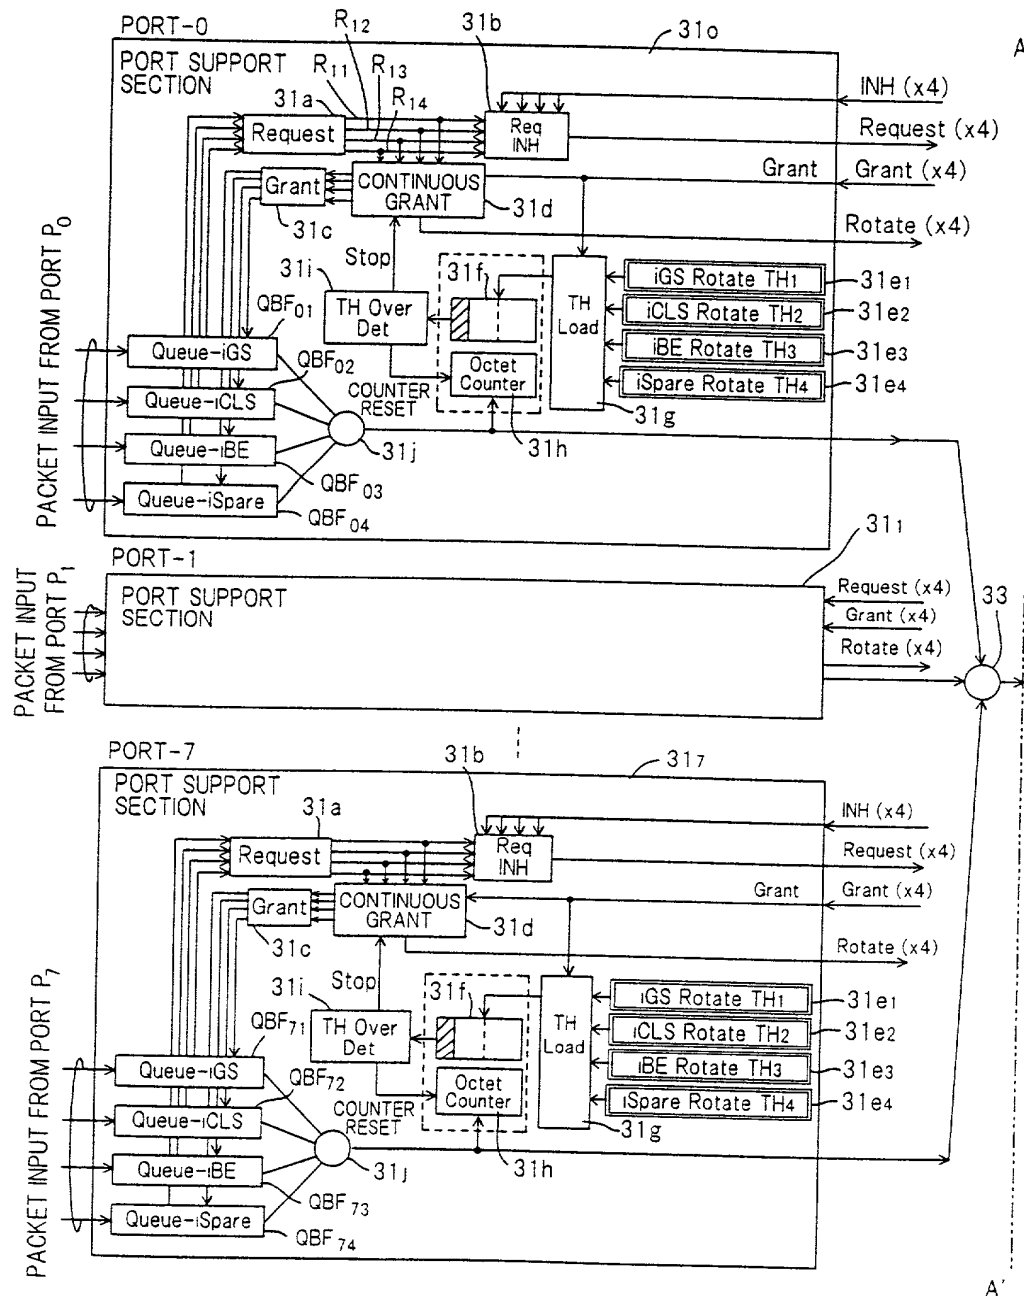 PORT-0
R12
31b
31o
A
PORT SUPPORT
SECTION
R11
R13
31a
R14
INH (x4)
Request
Req
INH
Request (x4)
Grant
CONTINUOUS
GRANT
Grant
Grant (x4)
31c
31d
Rotate (x4)
Stop
PACKET INPUT FROM PORT P0
31i
31f
TH Over
Det
TH
Load
iGS Rotate TH1
31e1
iCLS Rotate TH2
31e2
iBE Rotate TH3
31e3
iSpare Rotate TH4
31e4
QBF01
Queue-iGS
QBF02
Octet
Counter
Queue-iCLS
COUNTER
RESET
31g
31j
31h
Queue-iBE
QBF03
Queue-iSpare
QBF04
PORT-1
311
PORT SUPPORT
SECTION
PACKET INPUT
FROM PORT P1
Request (x4)
Grant (x4)
Rotate (x4)
33
PORT-7
31b
317
PORT SUPPORT
SECTION
31a
INH (x4)
Request
Req
INH
Request (x4)
Grant
CONTINUOUS
GRANT
Grant
Grant (x4)
31c
31d
Rotate (x4)
Stop
PACKET INPUT FROM PORT P7
31i
31f
TH Over
Det
TH
Load
iGS Rotate TH1
31e1
iCLS Rotate TH2
31e2
iBE Rotate TH3
31e3
iSpare Rotate TH4
31e4
QBF71
Queue-iGS
QBF72
Octet
Counter
Queue-iCLS
COUNTER
RESET
31g
31j
31h
Queue-iBE
QBF73
Queue-iSpare
QBF74
A'